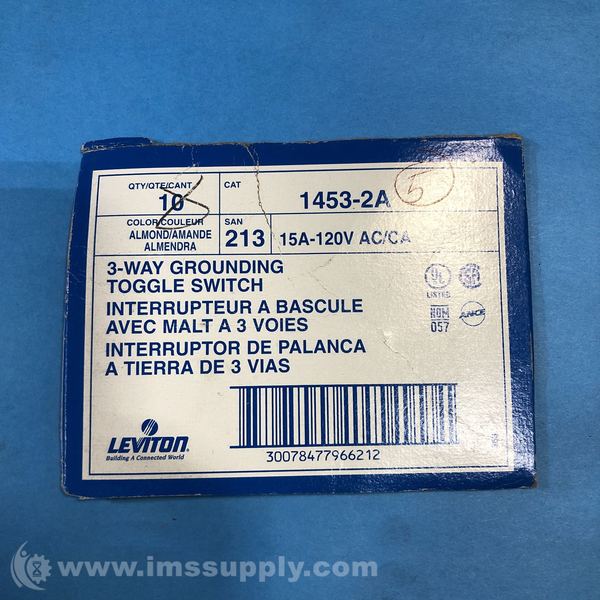 QTY/QTE/CANT.
10
CAT
1453-2A
5
COLOR/COULEUR
ALMOND/AMANDE
ALMENDRA
SAN
213
15A-120V AC/CA
3-WAY GROUNDING
TOGGLE SWITCH
INTERRUPTEUR A BASCULE
AVEC MALT A 3 VOIES
INTERRUPTOR DE PALANCA
A TIERRA DE 3 VIAS
UL
LISTED
NOM
057
ANCE
LEVITON
Building A Connected World
30078477966212
www.imssupply.com